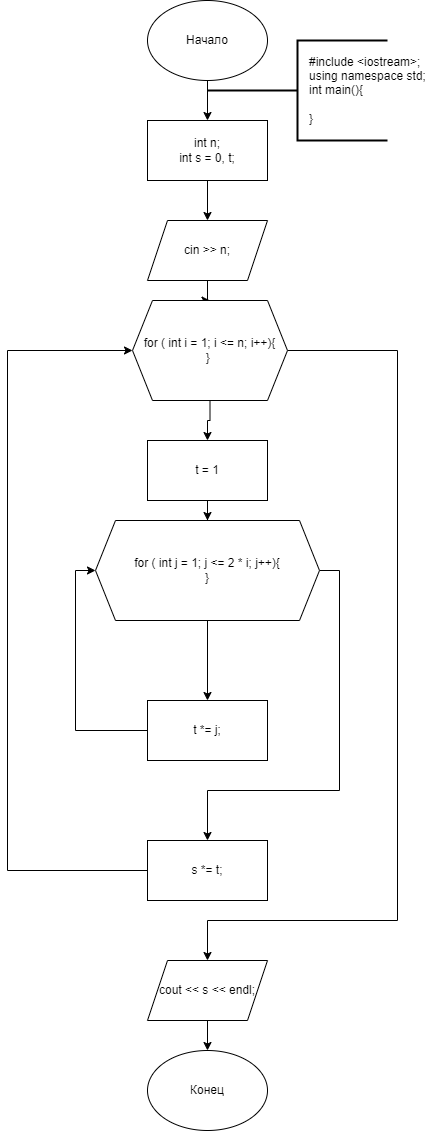 Начало
#include <iostream>;
using namespace std;
int main(){
}
int n;
int s = 0, t;
cin >> n;
for ( int i = 1; i <= n; i++){
}
t = 1
for ( int j = 1; j <= 2 * i; j++){
}
t *= j;
s *= t;
cout << s << endl;
Конец